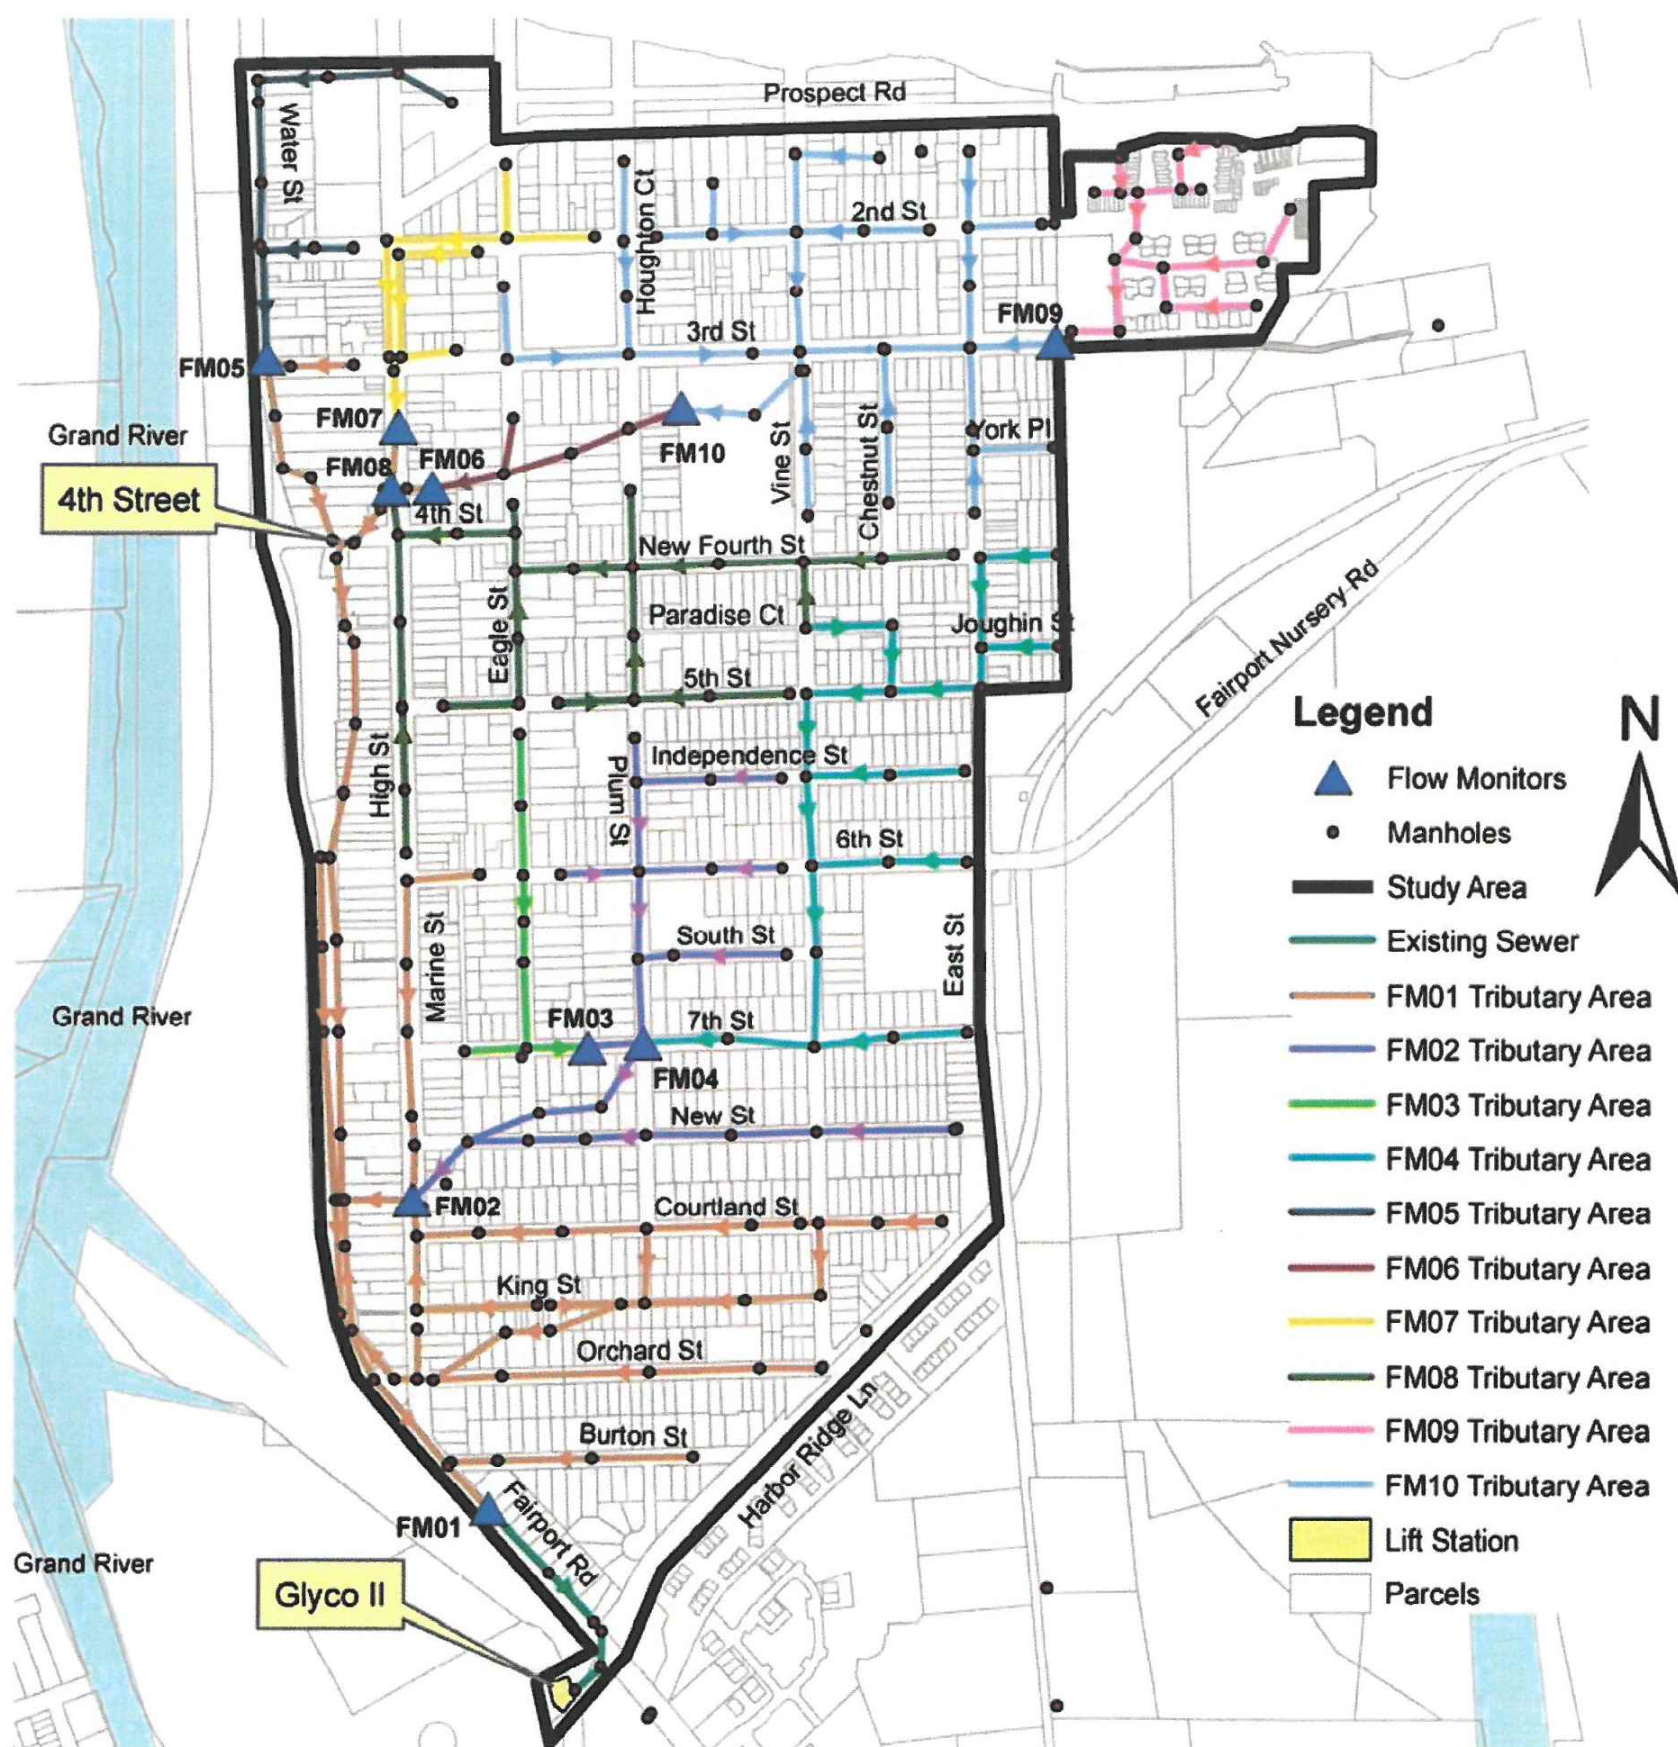 Prospect Rd
Water St
Houghton Ct
2nd St
FM09
3rd St
FM05
FM07
Grand River
York Pl
FM08
FM06
FM10
Vine St
Chestnut St
4th Street
4th St
New Fourth St
Eagle St
Paradise Ct
Joughin St
Fairport Nursery Rd
5th St
High St
Plum St
Independence St
6th St
Marine St
South St
East St
Grand River
FM03
7th St
FM04
New St
FM02
Courtland St
King St
Orchard St
Harbor Ridge Ln
Burton St
FM01
Fairport Rd
Grand River
Glyco II
Legend
N
Flow Monitors
Manholes
Study Area
Existing Sewer
FM01 Tributary Area
FM02 Tributary Area
FM03 Tributary Area
FM04 Tributary Area
FM05 Tributary Area
FM06 Tributary Area
FM07 Tributary Area
FM08 Tributary Area
FM09 Tributary Area
FM10 Tributary Area
Lift Station
Parcels